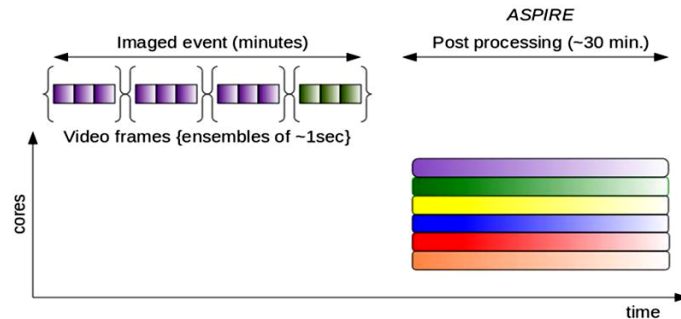 ASPIRE
Imaged event (minutes)
Post processing (~30 min.)
Video frames {ensembles of ~1sec}
cores
time